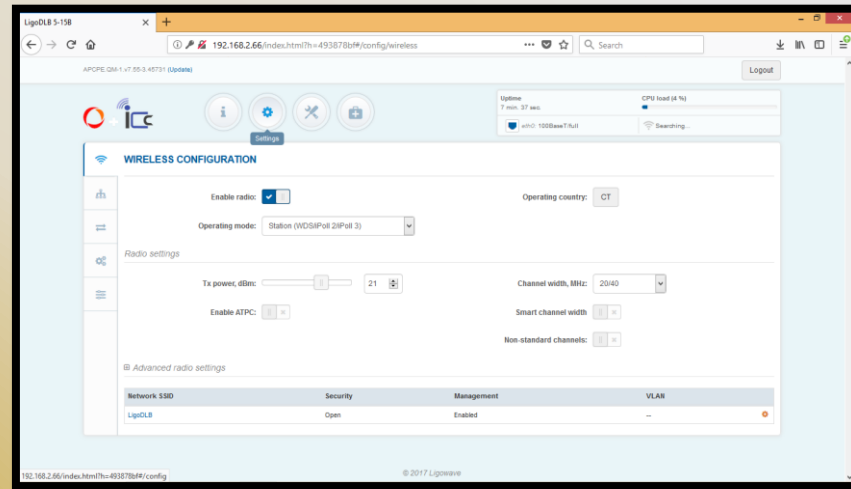 LigoDLB 5-15B
192.168.2.66/index.html?h=493878bf#/config/wireless
Search
APCPE.QM-1.v7.55-3.45731 (Update)
Logout
icc
Settings
Uptime
7 min. 37 sec.
CPU load (4 %)
eth0: 100BaseT/full
Searching...
WIRELESS CONFIGURATION
Enable radio:
Operating country: CT
Operating mode: Station (WDS/iPoll 2/iPoll 3)
Radio settings
Tx power, dBm: 21
Channel width, MHz: 20/40
Enable ATPC:
Smart channel width
Non-standard channels:
Advanced radio settings
Network SSID Security Management VLAN
LigoDLB Open Enabled --
© 2017 Ligowave
192.168.2.66/index.html?h=493878bf#/config